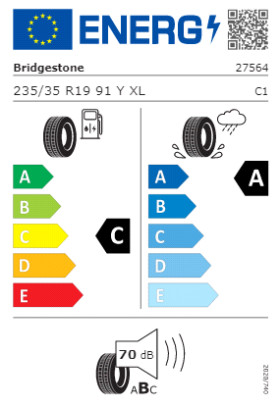 ENERG
Bridgestone 27564
235/35 R19 91 Y XL C1
A A A
B B
C C C
D D
E E
70 dB
ABC
2020/740